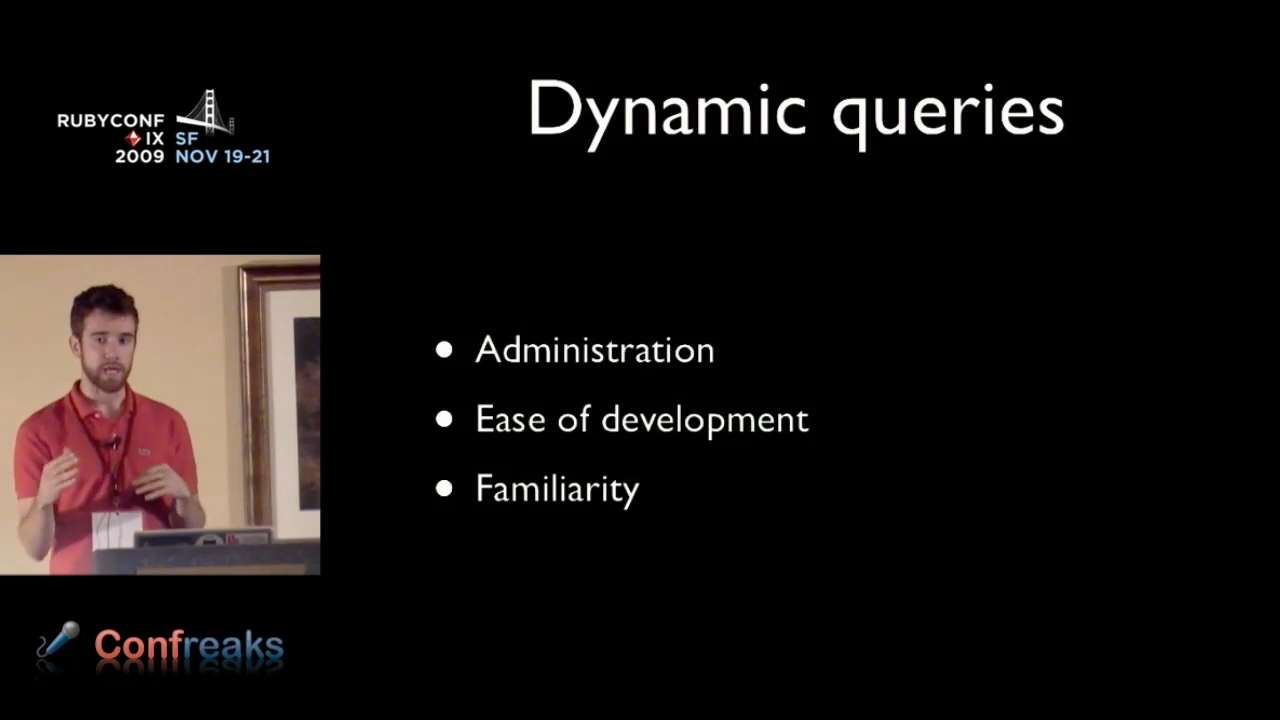 Dynamic queries
RUBYCONF
IX SF
2009 NOV 19-21
Administration
Ease of development
Familiarity
Confreaks